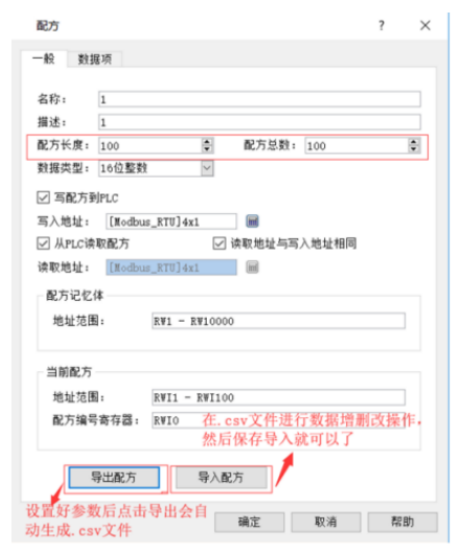 配方 ? ×
一般 数据项
名称： 1
描述： 1
配方长度： 100 配方总数： 100
数据类型： 16位整数
写配方到PLC
写入地址： [Modbus_RTU]4x1
从PLC读取配方 读取地址与写入地址相同
读取地址： [Modbus_RTU]4x1
配方记忆体
地址范围： RW1 - RW10000
当前配方
地址范围： RWI1 - RWI100
配方编号寄存器： RWI0
在.csv文件进行数据增删改操作，
然后保存导入就可以了
导出配方 导入配方
设置好参数后点击导出会自
动生成.csv文件
确定 取消 帮助